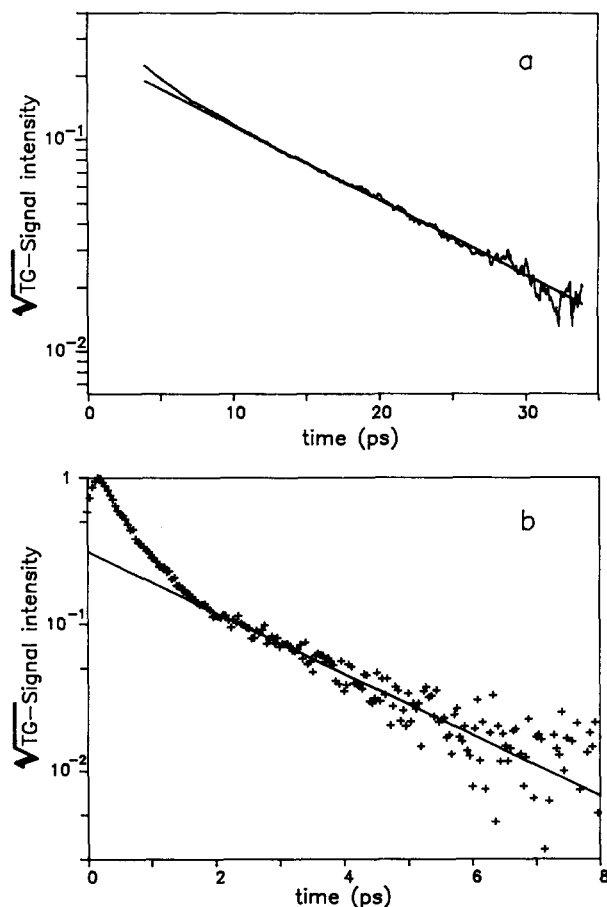 a
10⁻¹
10⁻²
√TG−Signal intensity
0 10 20 30
time (ps)
b
1
10⁻¹
10⁻²
√TG−Signal intensity
0 2 4 6 8
time (ps)